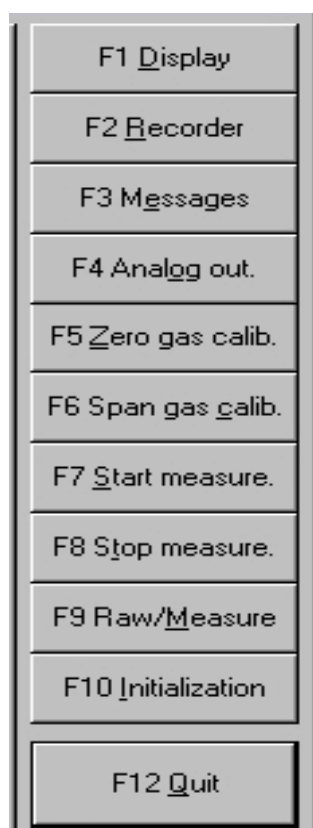 F1 Display
F2 Recorder
F3 Messages
F4 Analog out.
F5 Zero gas calib.
F6 Span gas calib.
F7 Start measure.
F8 Stop measure.
F9 Raw/Measure
F10 Initialization
F12 Quit